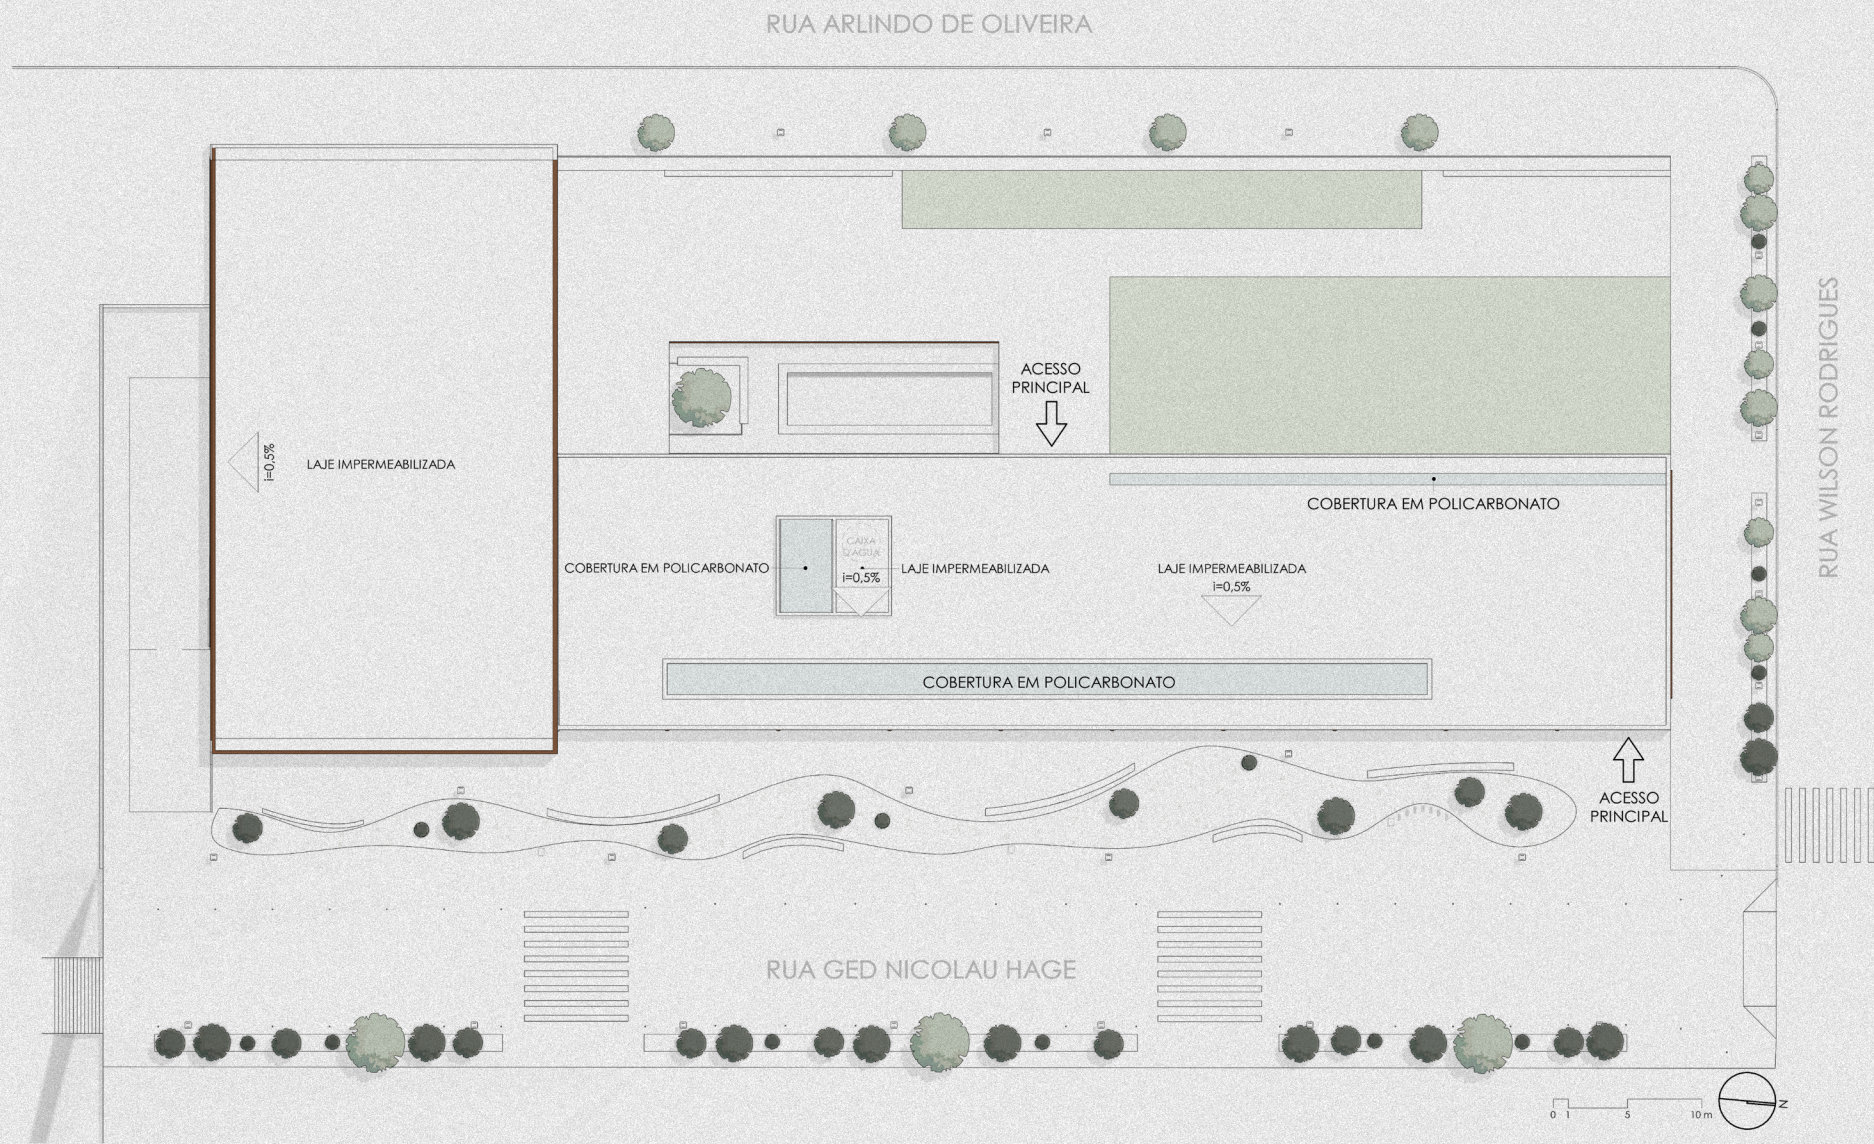 RUA ARLINDO DE OLIVEIRA
RUA WILSON RODRIGUES
ACESSO
PRINCIPAL
i=0,5%
LAJE IMPERMEABILIZADA
COBERTURA EM POLICARBONATO
CAIXA
D'ÁGUA
COBERTURA EM POLICARBONATO
i=0,5%
LAJE IMPERMEABILIZADA
LAJE IMPERMEABILIZADA
i=0,5%
COBERTURA EM POLICARBONATO
ACESSO
PRINCIPAL
RUA GED NICOLAU HAGE
0 1 5 10 m
N